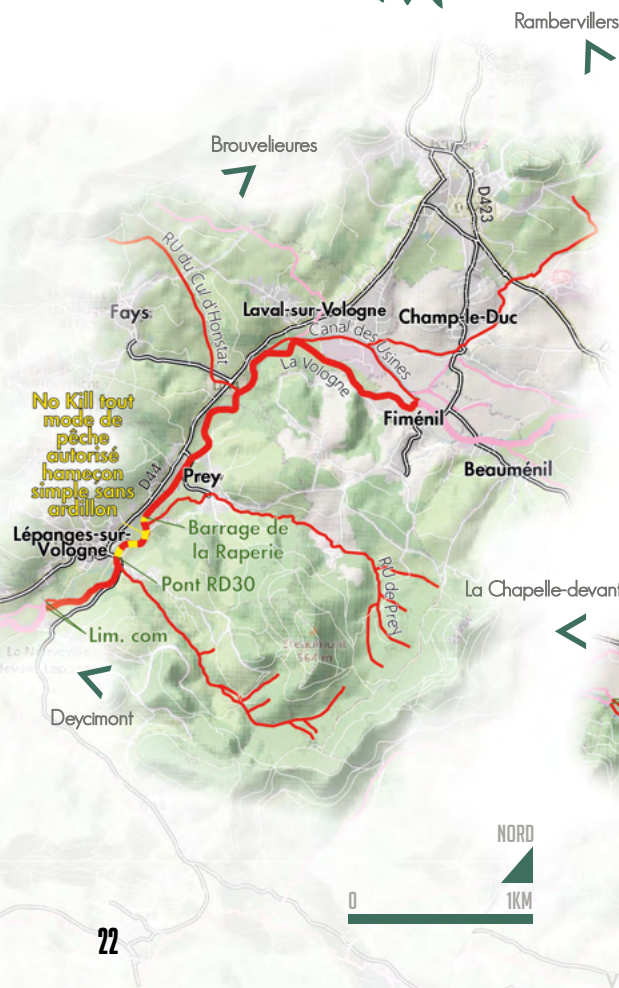 Rambervillers
Brouvelieures
D423
RU du Cul d'Honstat
Fays
Laval-sur-Vologne
Champ-le-Duc
Canal des Usines
La Vologne
No Kill tout
mode de
pêche
autorisé
hameçon
simple sans
ardillon
Fiménil
D44
Prey
Beauménil
Lépanges-sur-
Vologne
Barrage de
la Raperie
Pont RD30
RU de Prey
La Chapelle-devant
Lim. com
564 m
Deycimont
NORD
0
1KM
22